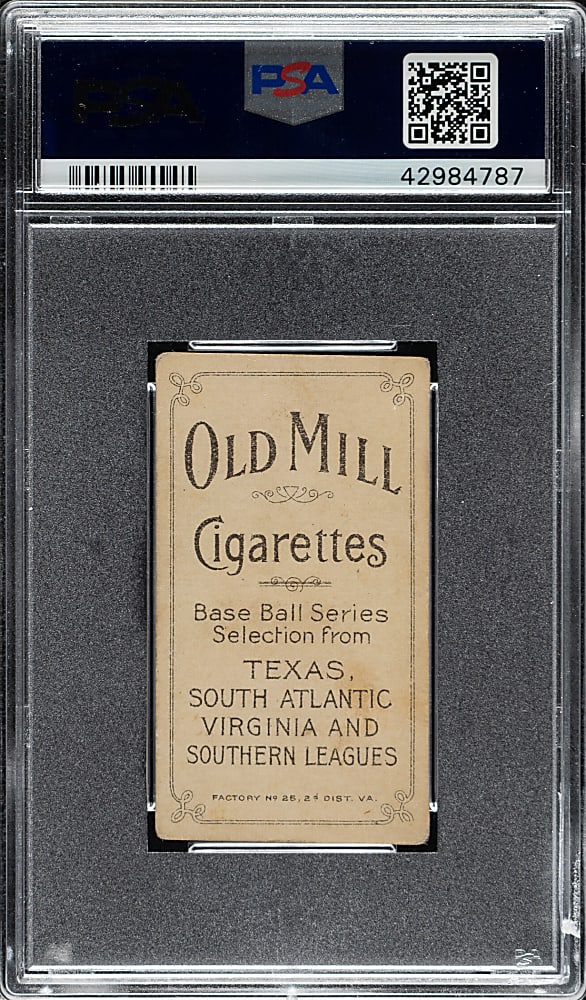 PSA
PSA
42984787
OLD MILL
Cigarettes
Base Ball Series
Selection from
TEXAS,
SOUTH ATLANTIC
VIRGINIA AND
SOUTHERN LEAGUES
FACTORY Nº 25, 2ᵈ DIST. VA.